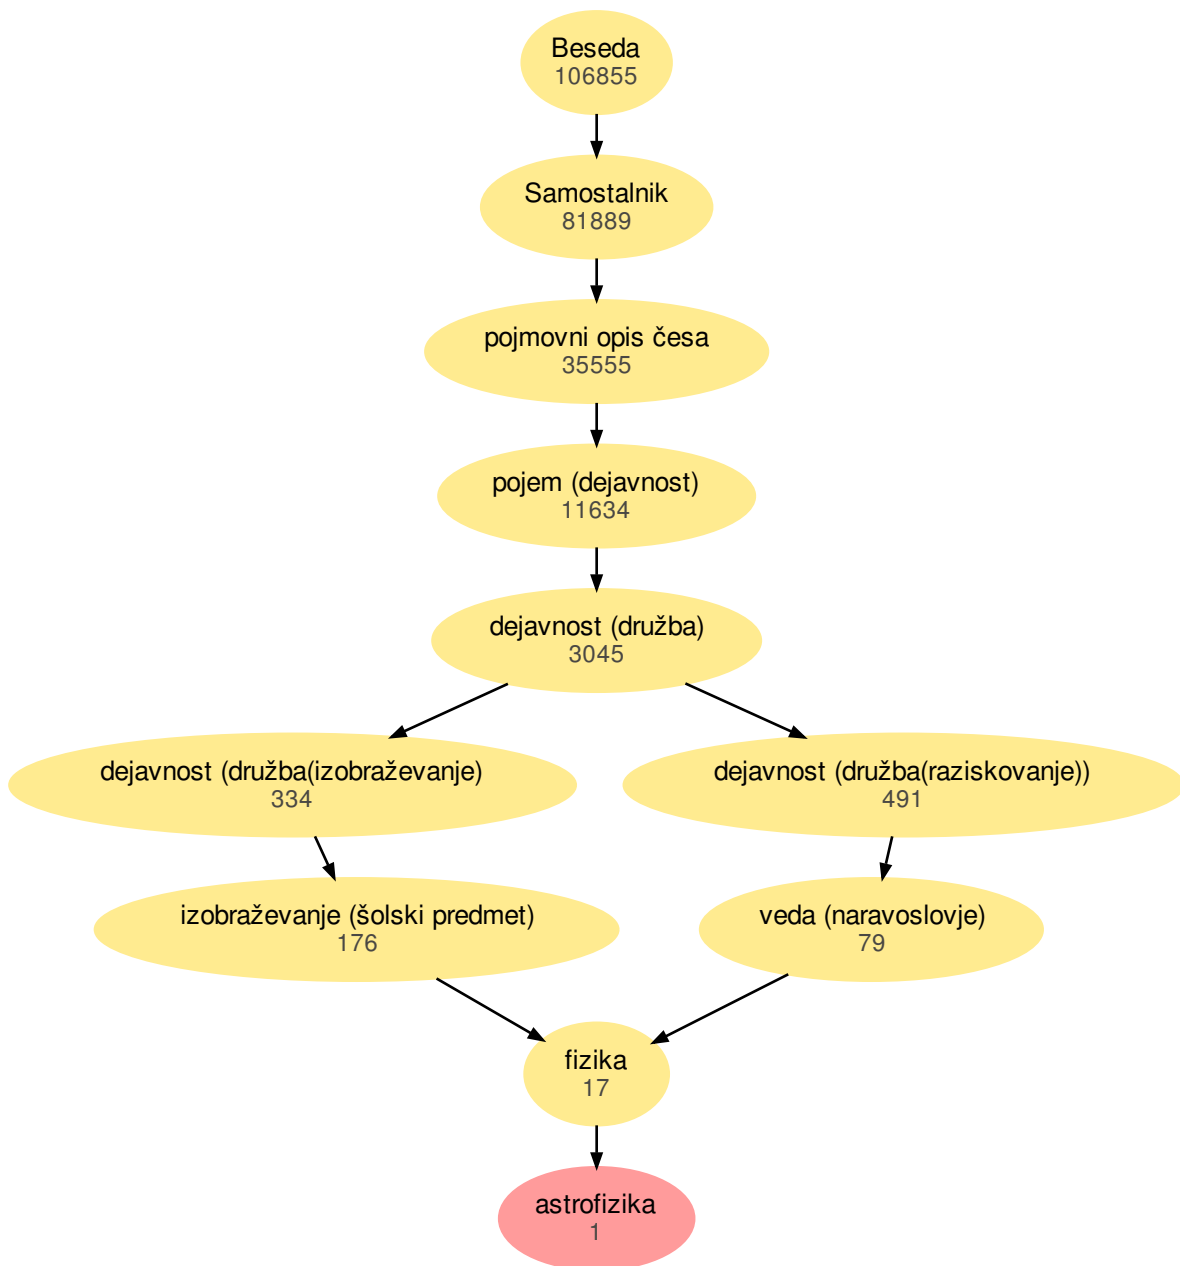 Beseda
106855
Samostalnik
81889
pojmovni opis česa
35555
pojem (dejavnost)
11634
dejavnost (družba)
3045
dejavnost (družba(izobraževanje)
334
dejavnost (družba(raziskovanje))
491
izobraževanje (šolski predmet)
176
veda (naravoslovje)
79
fizika
17
astrofizika
1